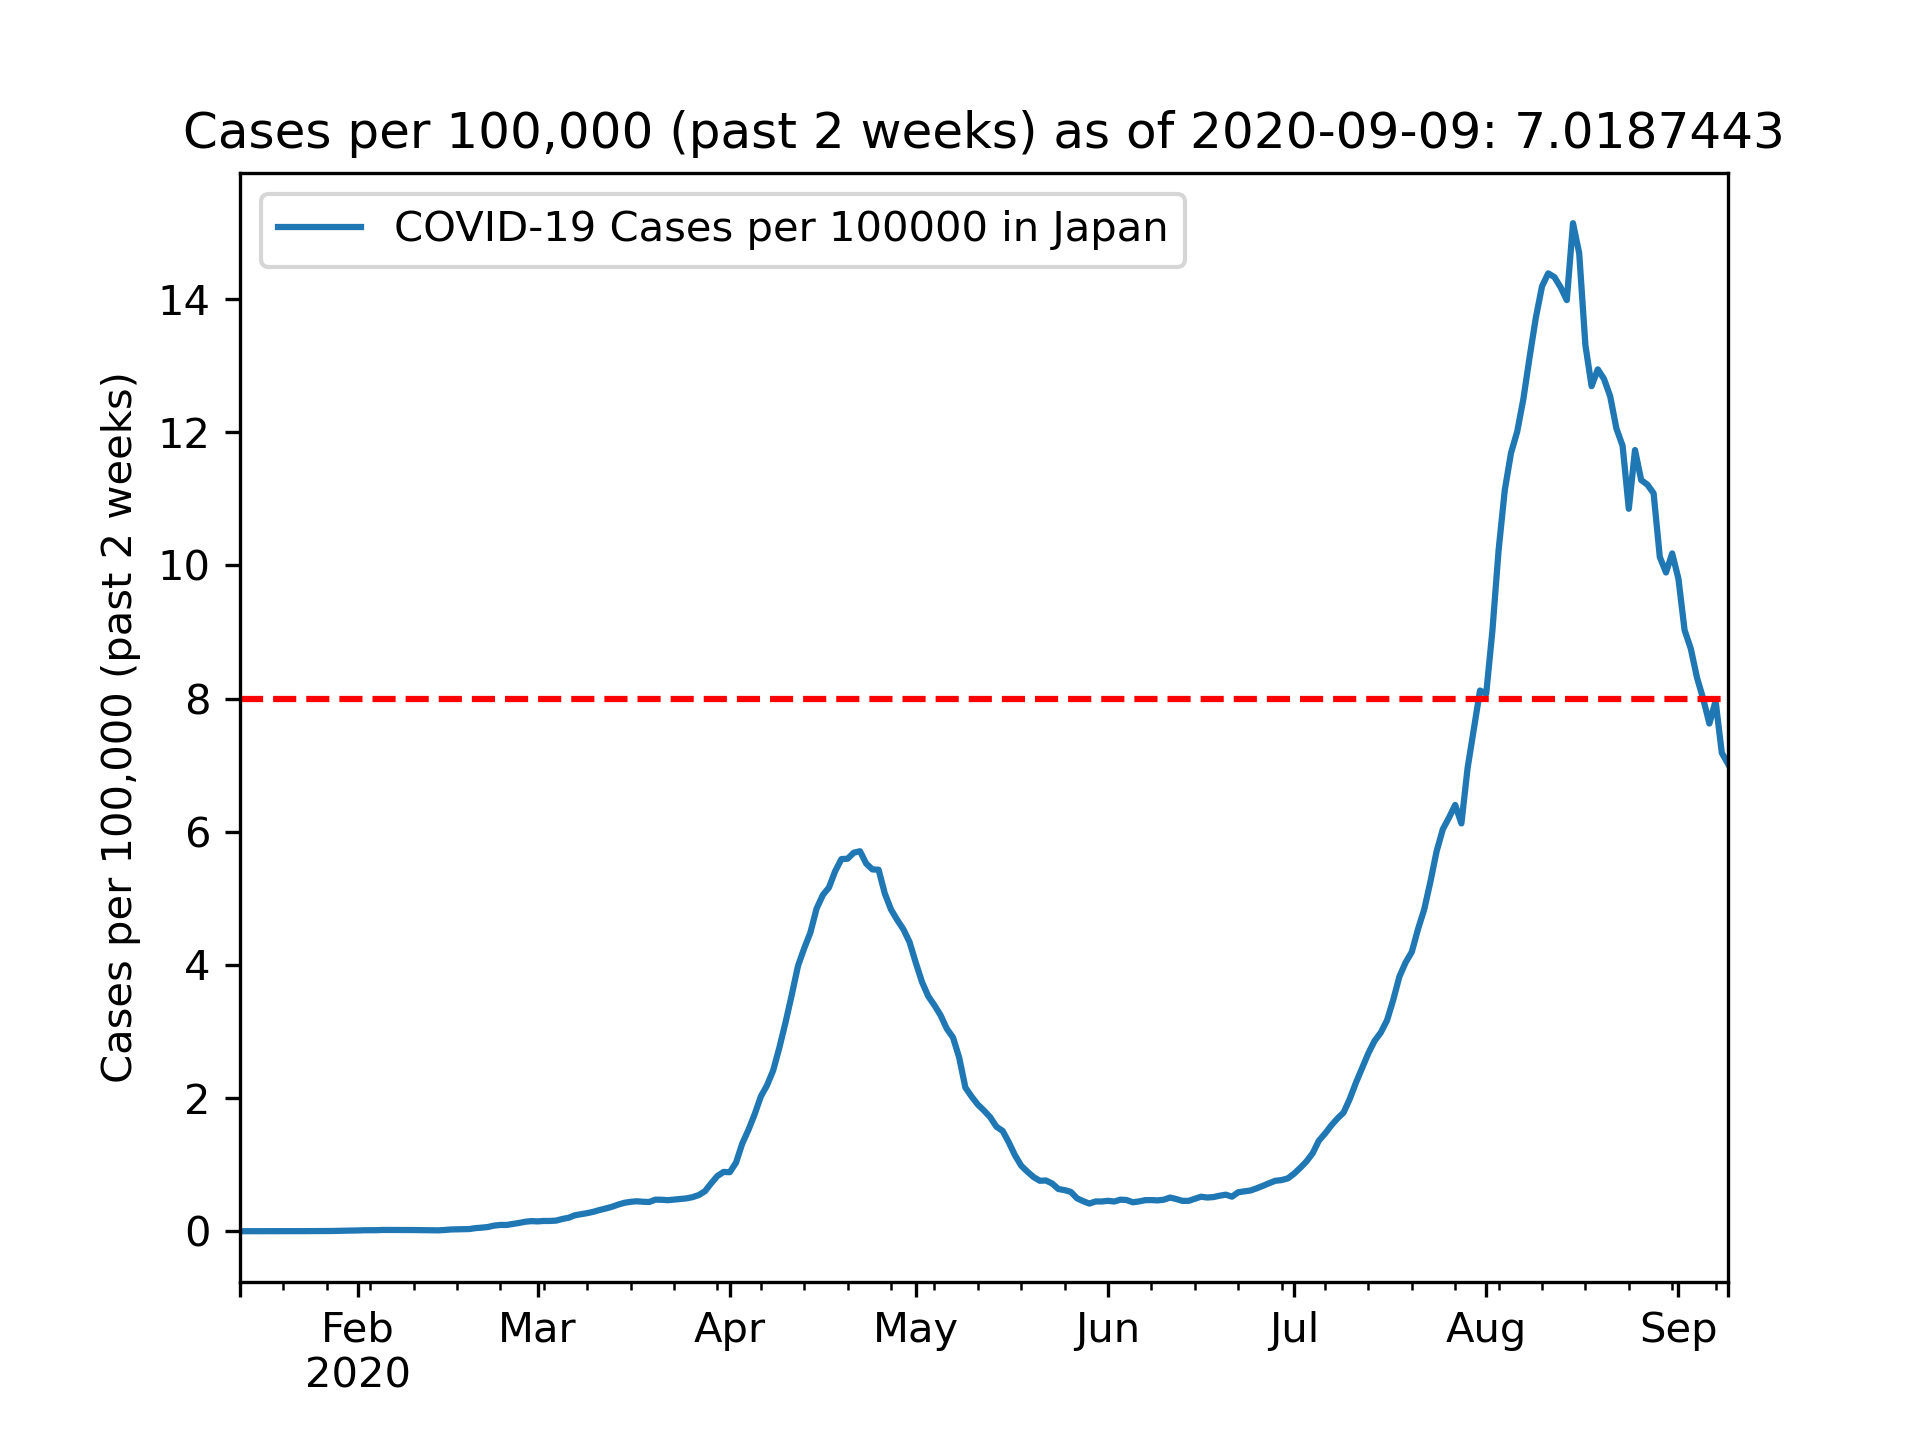 Cases per 100,000 (past 2 weeks) as of 2020-09-09: 7.0187443
COVID-19 Cases per 100000 in Japan
Cases per 100,000 (past 2 weeks)
14
12
10
8
6
4
2
0
Feb Mar Apr May Jun Jul Aug Sep
2020